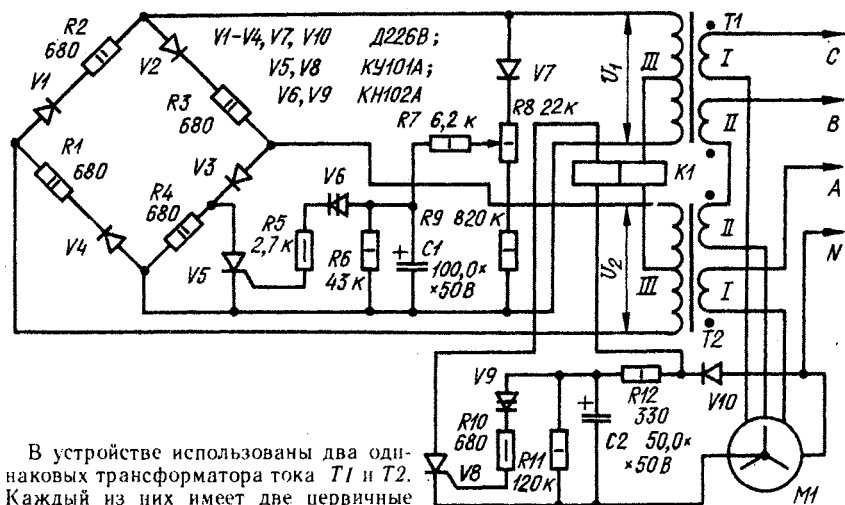 V1–V4, V7, V10 Д226В;
V5, V8 КУ101А;
V6, V9 КН102А
R2
680
V1
V2
R3
680
R1
680
V3
R4
680
V4
V5
R5
2,7 к
V6
R6
43 к
R7 6,2 к
R8 22 к
V7
R9 820 к
C1
+
100,0×
×50 В
U1
U2
III
III
K1
T1
I
II
II
I
T2
C
B
A
N
V9
R10
680
V8
R11
120 к
+
C2 50,0×
×50 В
R12
330
V10
M1
В устройстве использованы два оди-
наковых трансформатора тока T1 и T2.
Каждый из них имеет две первичные